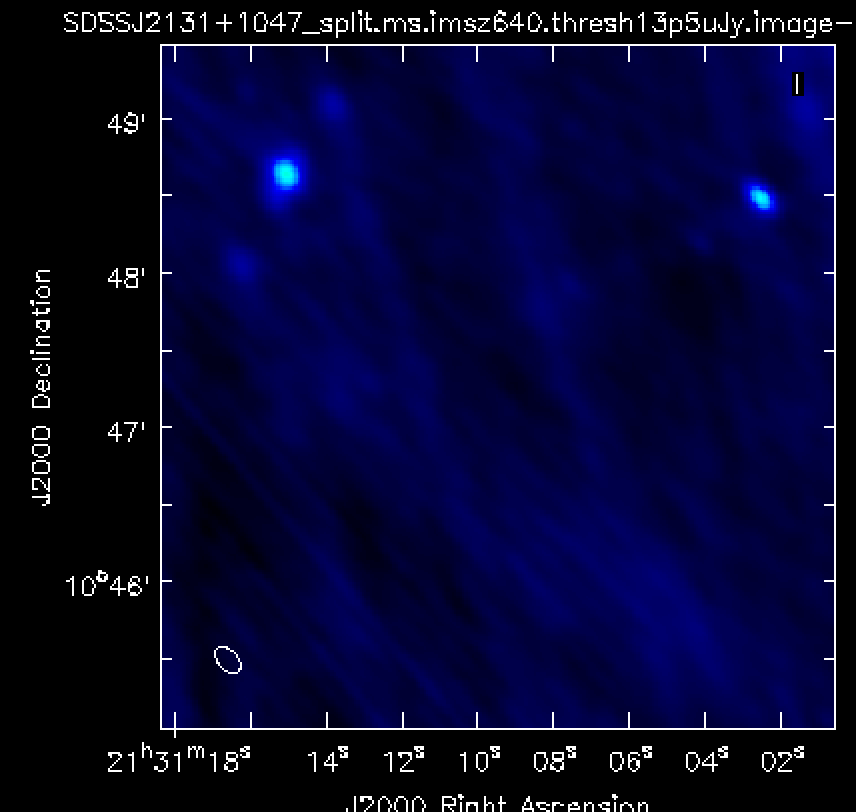 SDSSJ2131+1047_split.ms.imsz640.thresh13p5uJy.image-
I
49'
48'
J2000 Declination
47'
10°46'
21ʰ31ᵐ18ˢ 14ˢ 12ˢ 10ˢ 08ˢ 06ˢ 04ˢ 02ˢ
J2000 Right Ascension